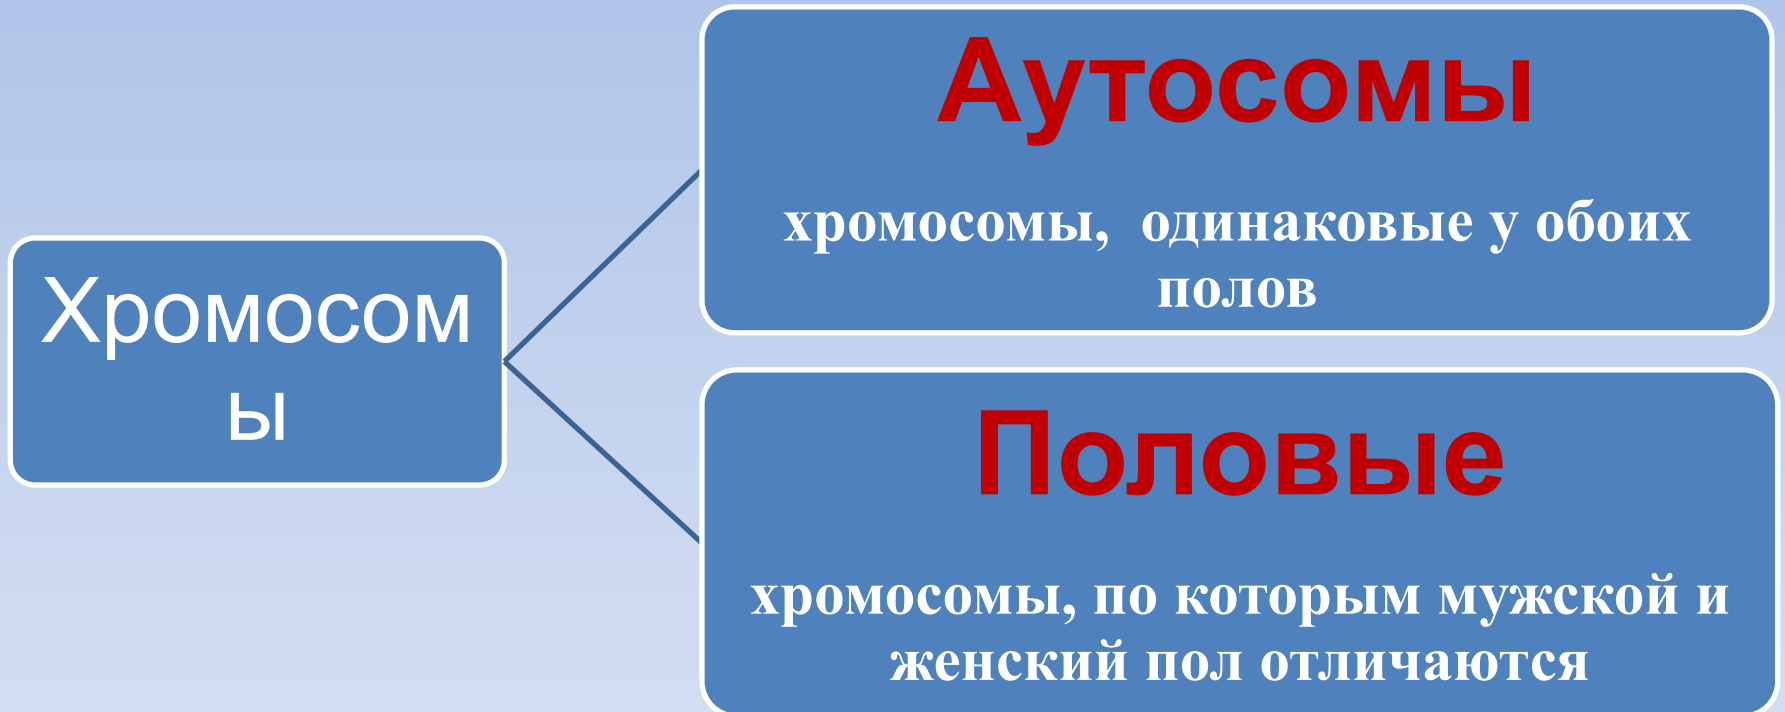 Хромосом
ы
Аутосомы
хромосомы, одинаковые у обоих
полов
Половые
хромосомы, по которым мужской и
женский пол отличаются